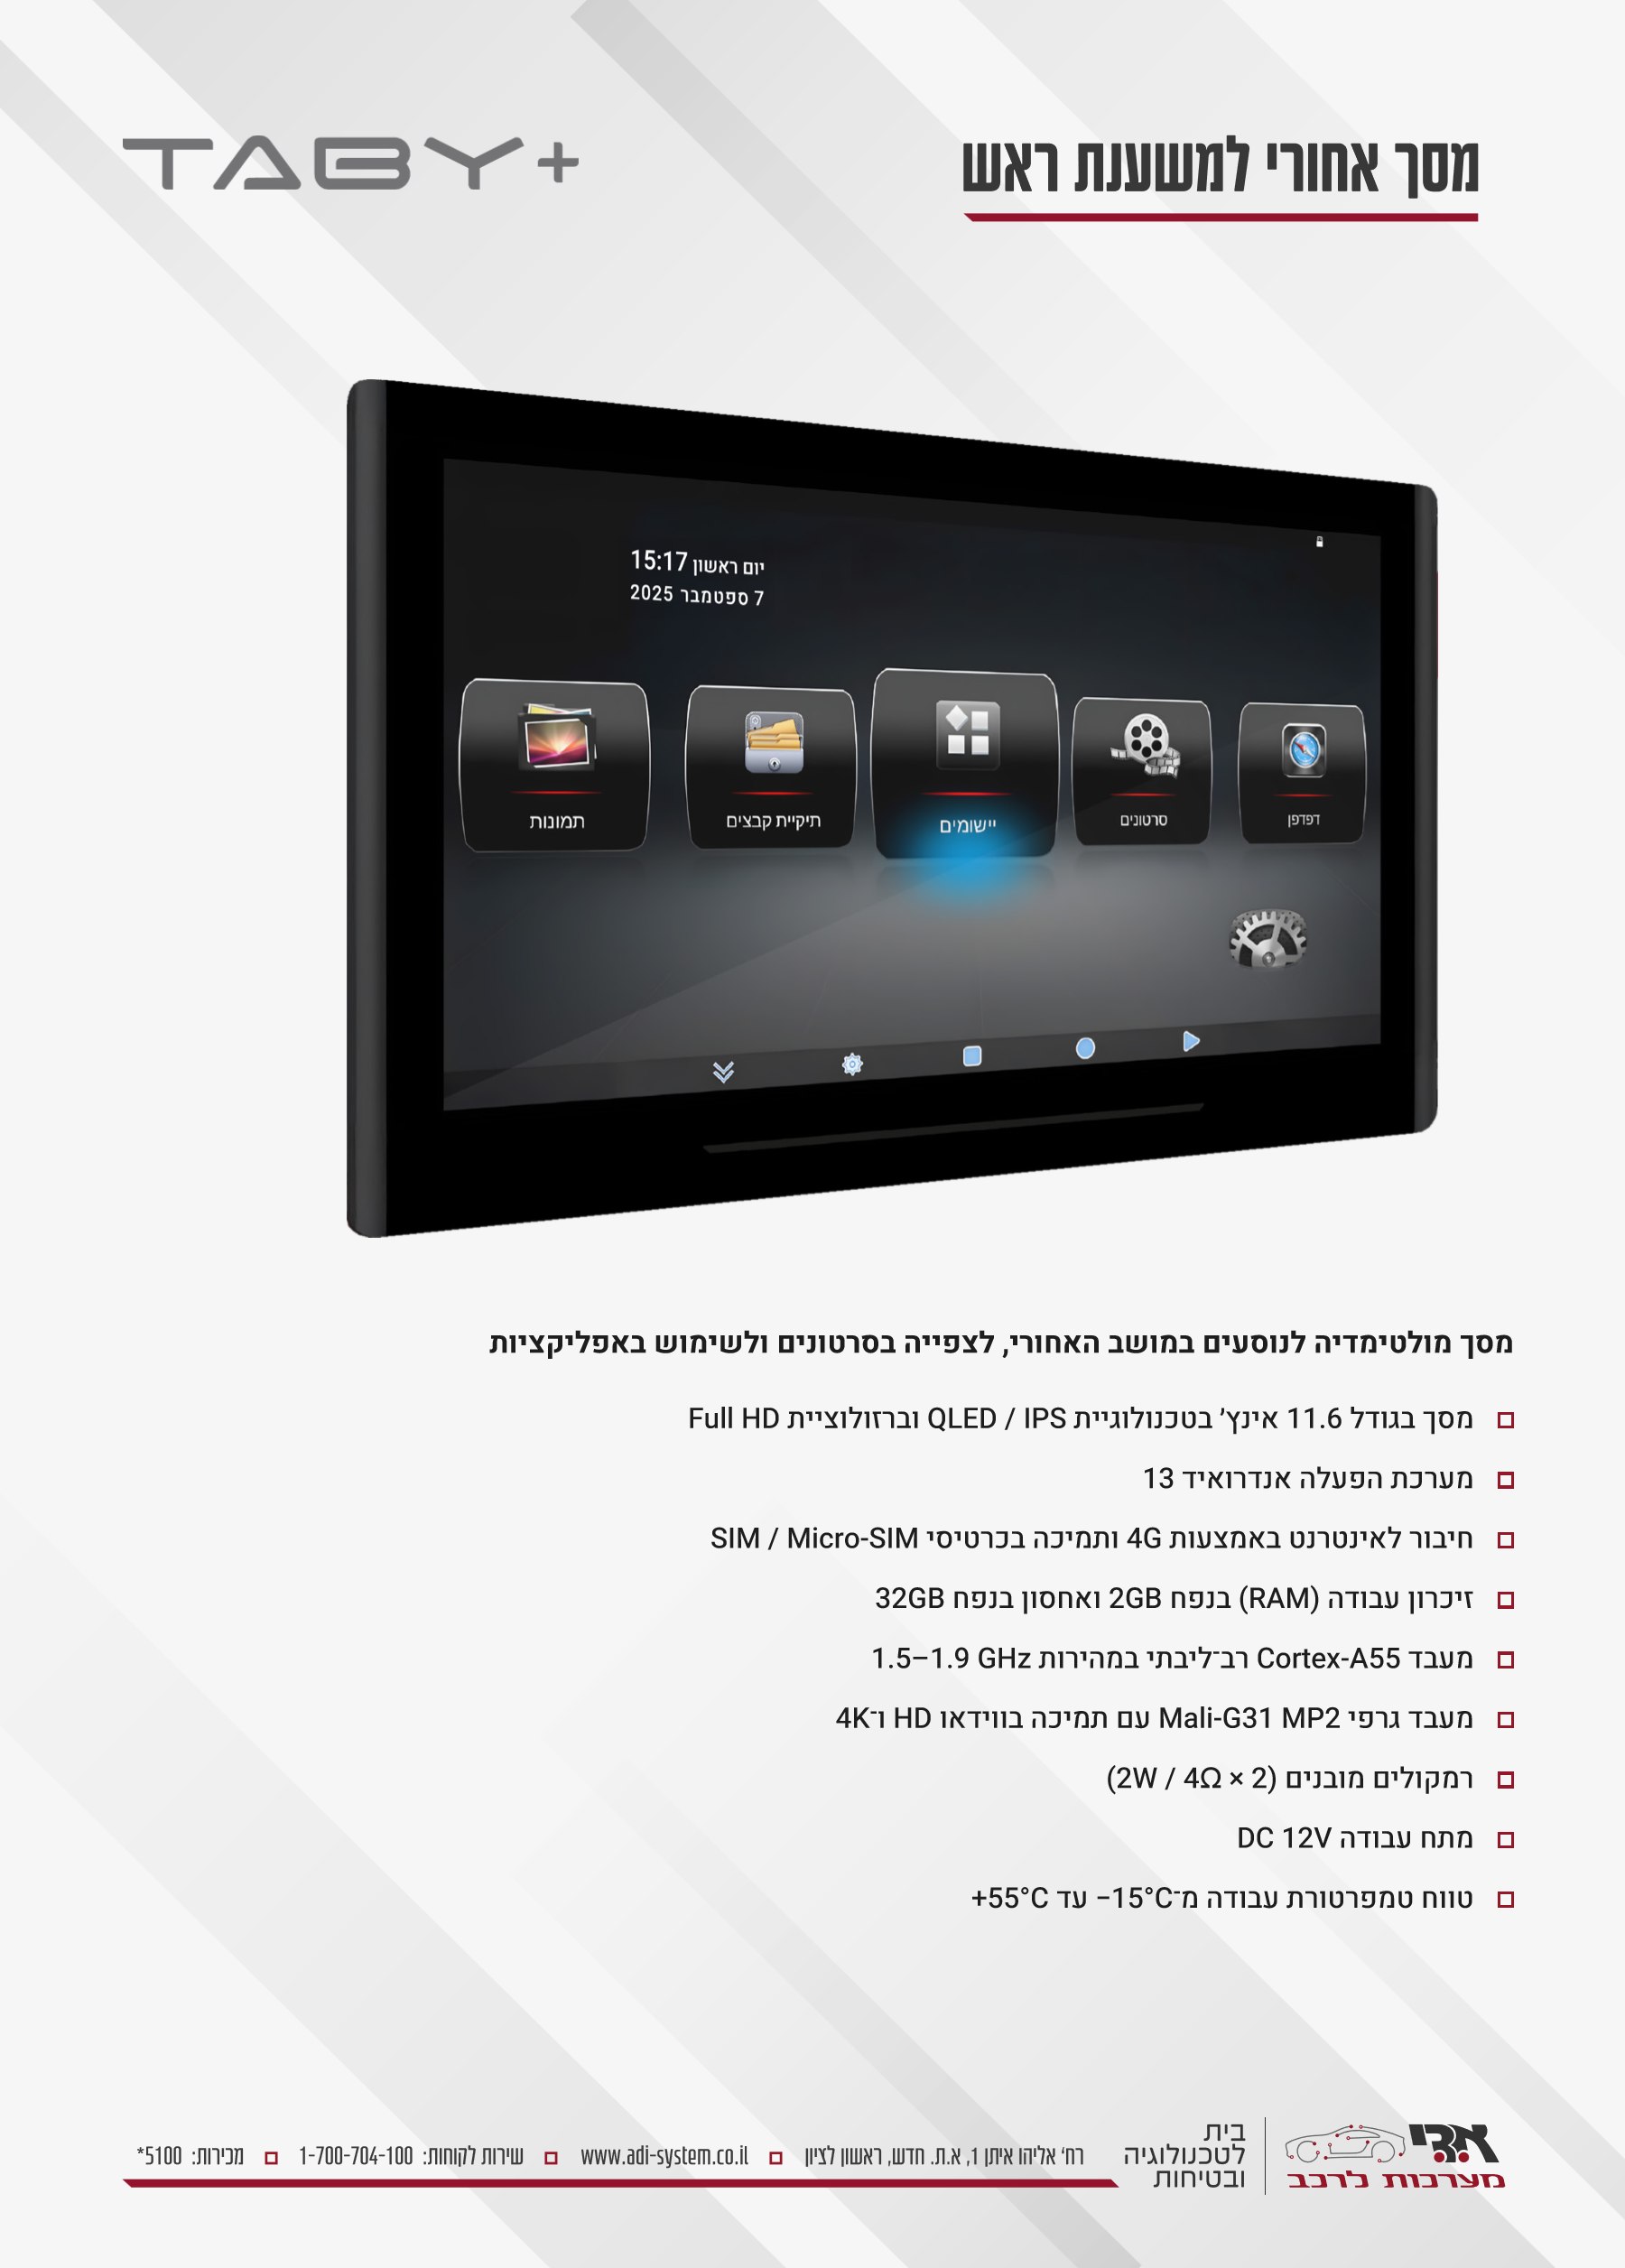 מסך אחורי למשענת ראש
TABY+
יום ראשון 15:17
7 ספטמבר 2025
דפדפן
סרטונים
יישומים
תיקיית קבצים
תמונות
מסך מולטימדיה לנוסעים במושב האחורי, לצפייה בסרטונים ולשימוש באפליקציות
מסך בגודל 11.6 אינץ׳ בטכנולוגיית QLED / IPS וברזולוציית Full HD
מערכת הפעלה אנדרואיד 13
חיבור לאינטרנט באמצעות 4G ותמיכה בכרטיסי SIM / Micro-SIM
זיכרון עבודה (RAM) בנפח 2GB ואחסון בנפח 32GB
מעבד Cortex-A55 רב־ליבתי במהירות 1.5–1.9 GHz
מעבד גרפי Mali-G31 MP2 עם תמיכה בווידאו HD ו־4K
רמקולים מובנים (2W / 4Ω × 2)
מתח עבודה DC 12V
טווח טמפרטורת עבודה מ־15°C− עד 55°C+
אדי
מערכות לרכב
בית
לטכנולוגיה
ובטיחות
רח׳ אליהו איתן 1, א.ת. חדש, ראשון לציון www.adi-system.co.il שירות לקוחות: 1-700-704-100 מכירות: 5100*